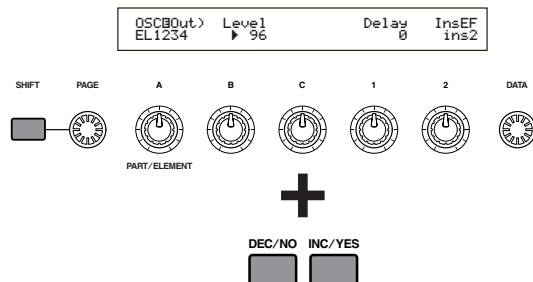 OSC Out) Level Delay InsEF
EL1234 ▶ 96 0 ins2
SHIFT PAGE A B C 1 2 DATA
PART/ELEMENT
DEC/NO INC/YES